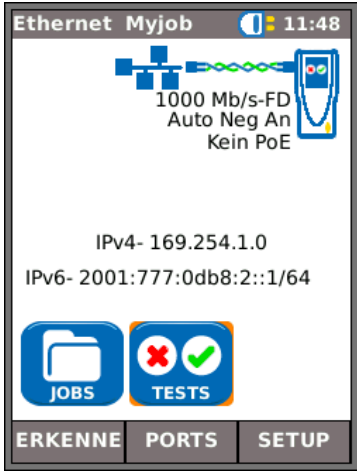 Ethernet Myjob 11:48
1000 Mb/s-FD
Auto Neg An
Kein PoE
IPv4- 169.254.1.0
IPv6- 2001:777:0db8:2::1/64
JOBS TESTS
ERKENNE PORTS SETUP